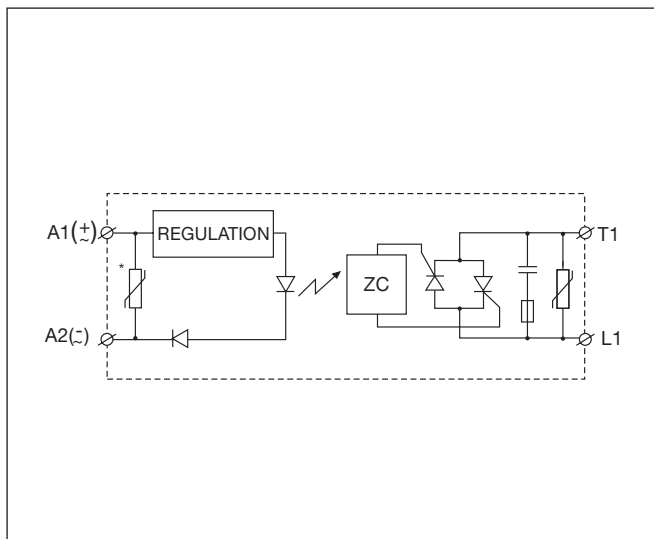 A1(±~)
REGULATION
T1
*
ZC
A2(-~)
L1